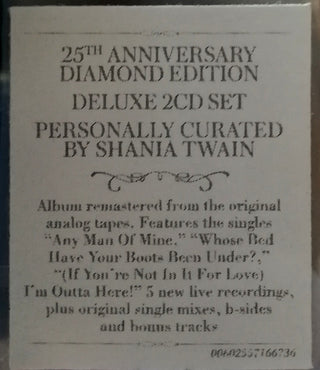 25TH ANNIVERSARY
DIAMOND EDITION
DELUXE 2CD SET
PERSONALLY CURATED
BY SHANIA TWAIN
Album remastered from the original
analog tapes. Features the singles
“Any Man Of Mine,” “Whose Bed
Have Your Boots Been Under?,”
“(If You’re Not In It For Love)
I’m Outta Here!” 5 new live recordings,
plus original single mixes, b-sides
and bonus tracks
00602557166736